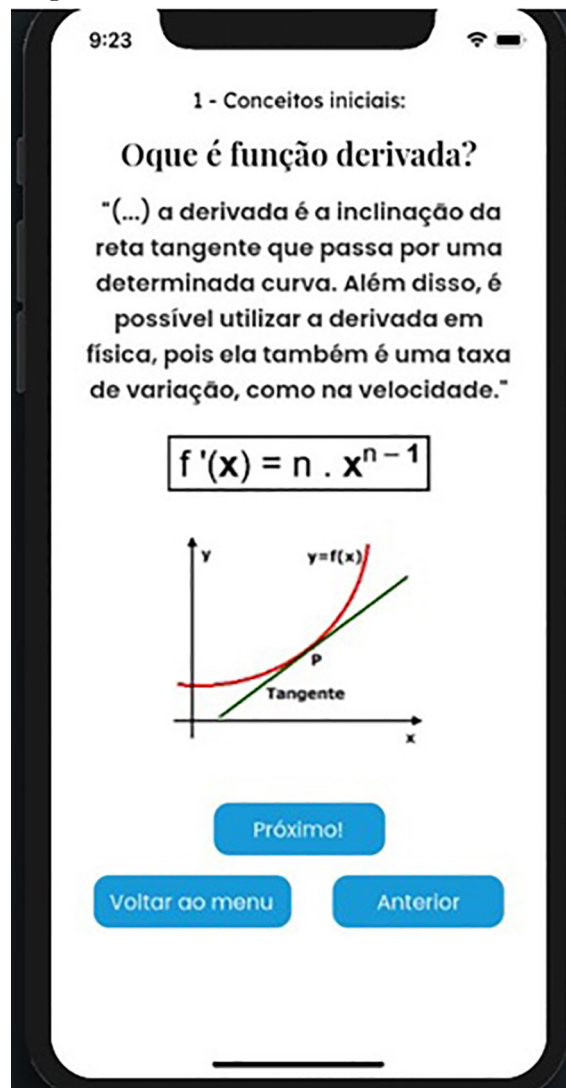 9:23
1 - Conceitos iniciais:
Oque é função derivada?
"(...) a derivada é a inclinação da
reta tangente que passa por uma
determinada curva. Além disso, é
possível utilizar a derivada em
física, pois ela também é uma taxa
de variação, como na velocidade."
f '(x) = n . xⁿ⁻¹
y
y=f(x)
P
Tangente
x
Próximo!
Voltar ao menu
Anterior